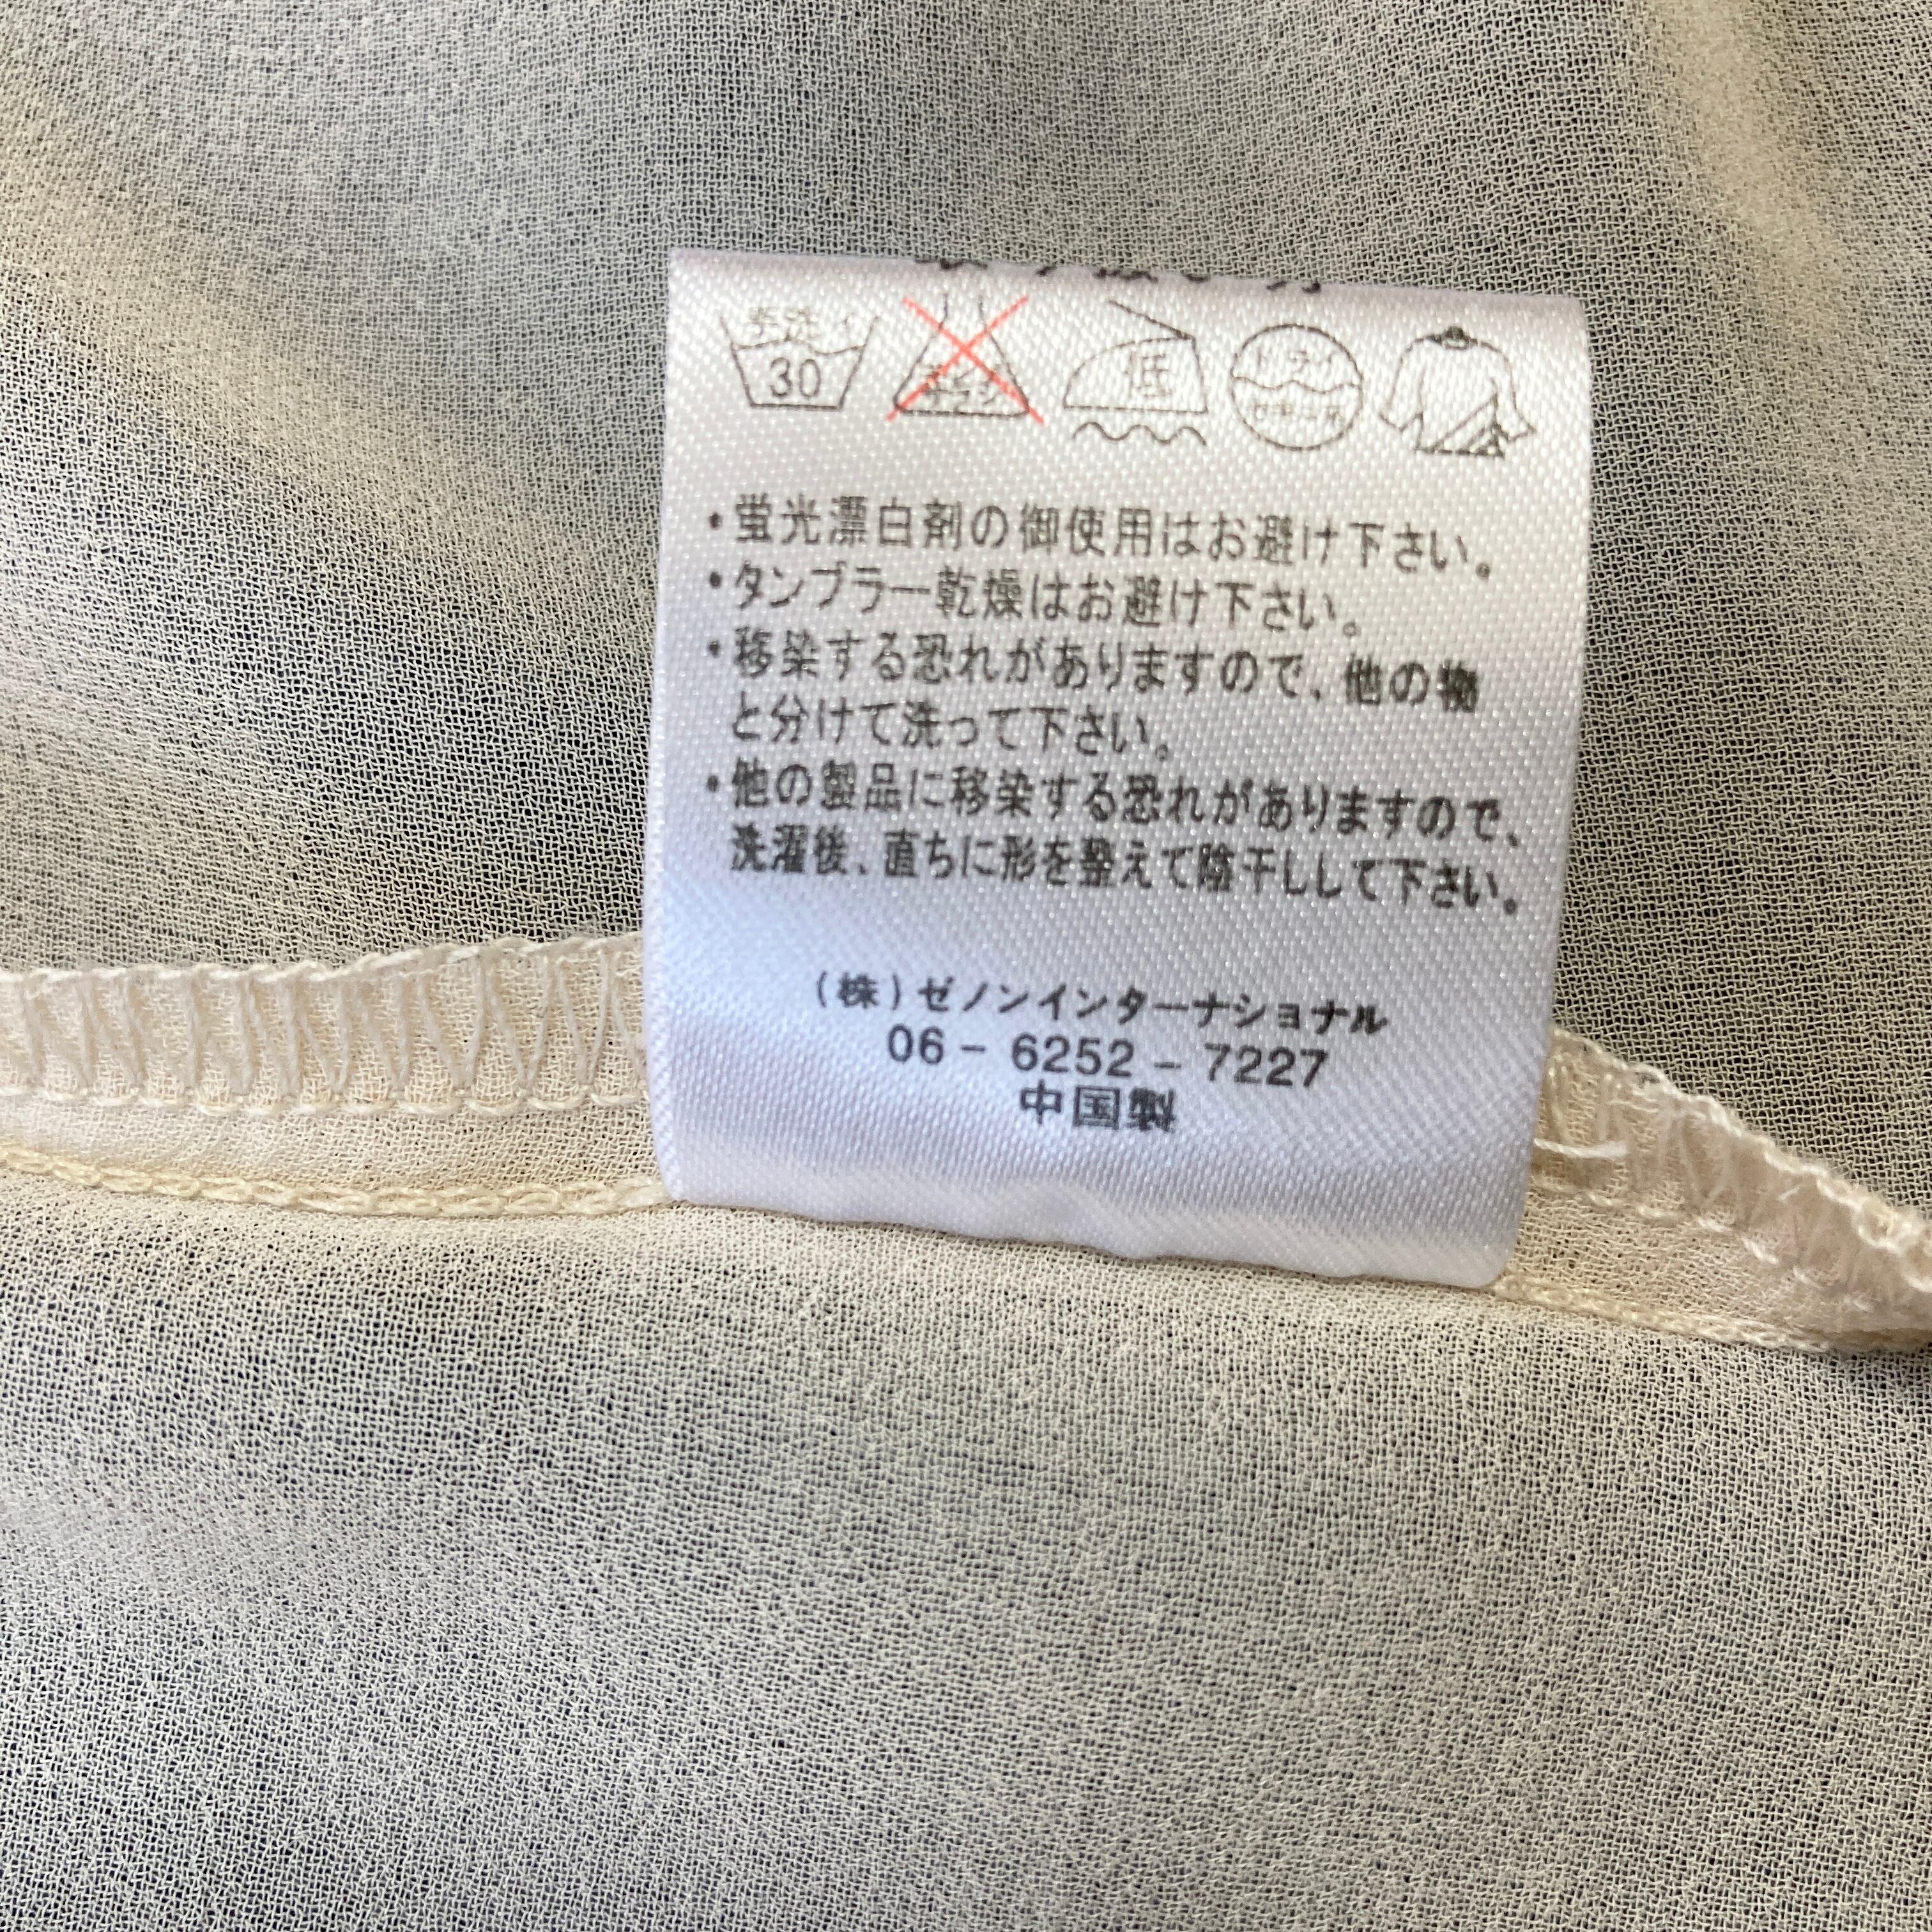 手洗イ
30
エンソ
サラシ
低
ドライ
・蛍光漂白剤の御使用はお避け下さい。
・タンブラー乾燥はお避け下さい。
・移染する恐れがありますので、他の物
と分けて洗って下さい。
・他の製品に移染する恐れがありますので、
洗濯後、直ちに形を整えて陰干しして下さい。
(株)ゼノンインターナショナル
06-6252-7227
中国製